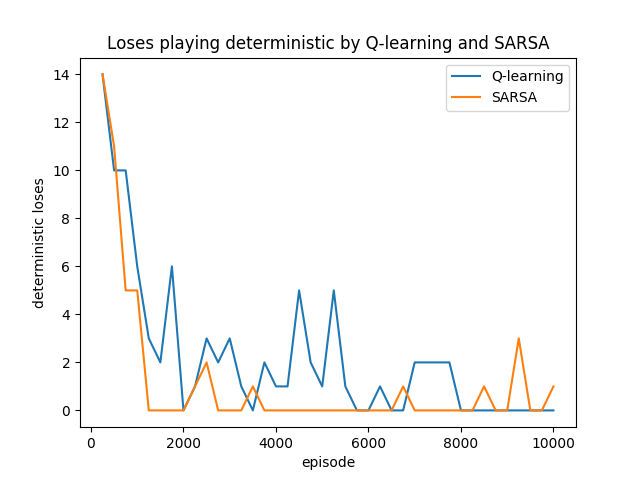 Loses playing deterministic by Q-learning and SARSA
Q-learning
SARSA
14
12
10
8
6
4
2
0
deterministic loses
0 2000 4000 6000 8000 10000
episode